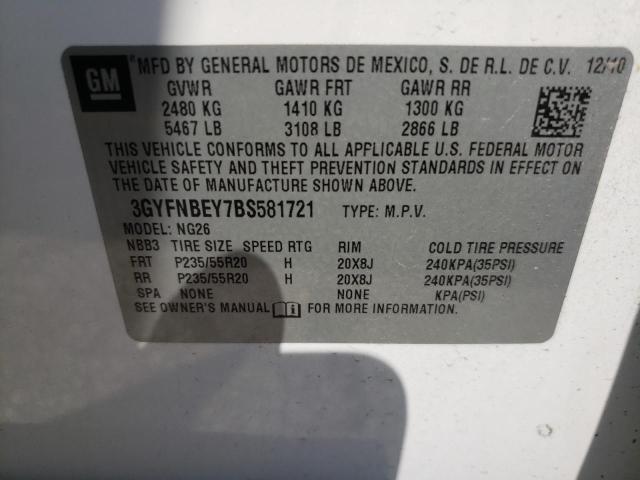 GM
MFD BY GENERAL MOTORS DE MEXICO, S. DE R.L. DE C.V. 12/10
GVWR GAWR FRT GAWR RR
2480 KG 1410 KG 1300 KG
5467 LB 3108 LB 2866 LB
THIS VEHICLE CONFORMS TO ALL APPLICABLE U.S. FEDERAL MOTOR
VEHICLE SAFETY AND THEFT PREVENTION STANDARDS IN EFFECT ON
THE DATE OF MANUFACTURE SHOWN ABOVE.
3GYFNBEY7BS581721 TYPE: M.P.V.
MODEL: NG26
NBB3 TIRE SIZE SPEED RTG RIM COLD TIRE PRESSURE
FRT P235/55R20 H 20X8J 240KPA(35PSI)
RR P235/55R20 H 20X8J 240KPA(35PSI)
SPA NONE NONE KPA(PSI)
SEE OWNER'S MANUAL FOR MORE INFORMATION.